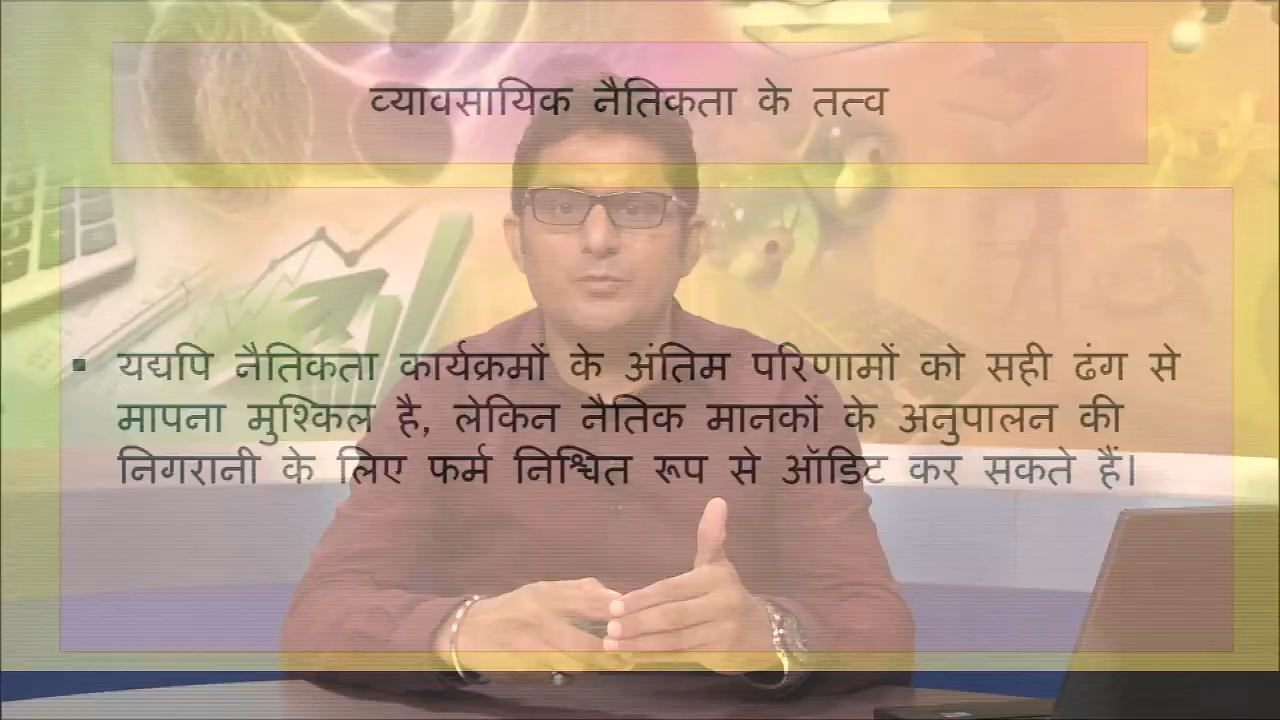 व्यावसायिक नैतिकता के तत्व
▪ यद्यपि नैतिकता कार्यक्रमों के अंतिम परिणामों को सही ढंग से
मापना मुश्किल है, लेकिन नैतिक मानकों के अनुपालन की
निगरानी के लिए फर्म निश्चित रूप से ऑडिट कर सकते हैं।